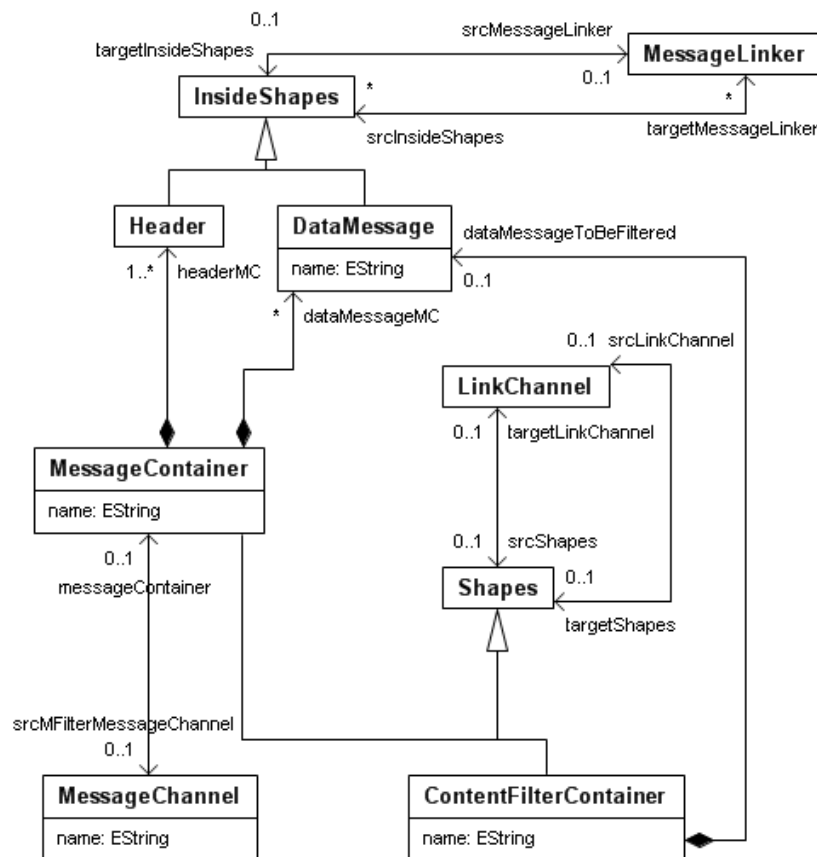 0..1
srcMessageLinker
targetInsideShapes
MessageLinker
0..1
*
InsideShapes
*
srcInsideShapes
targetMessageLinker
Header
DataMessage
dataMessageToBeFiltered
name: EString
1..*
headerMC
0..1
*
dataMessageMC
0..1
srcLinkChannel
LinkChannel
0..1
targetLinkChannel
MessageContainer
name: EString
0..1
srcShapes
0..1
messageContainer
Shapes
0..1
targetShapes
srcMFilterMessageChannel
0..1
MessageChannel
name: EString
ContentFilterContainer
name: EString